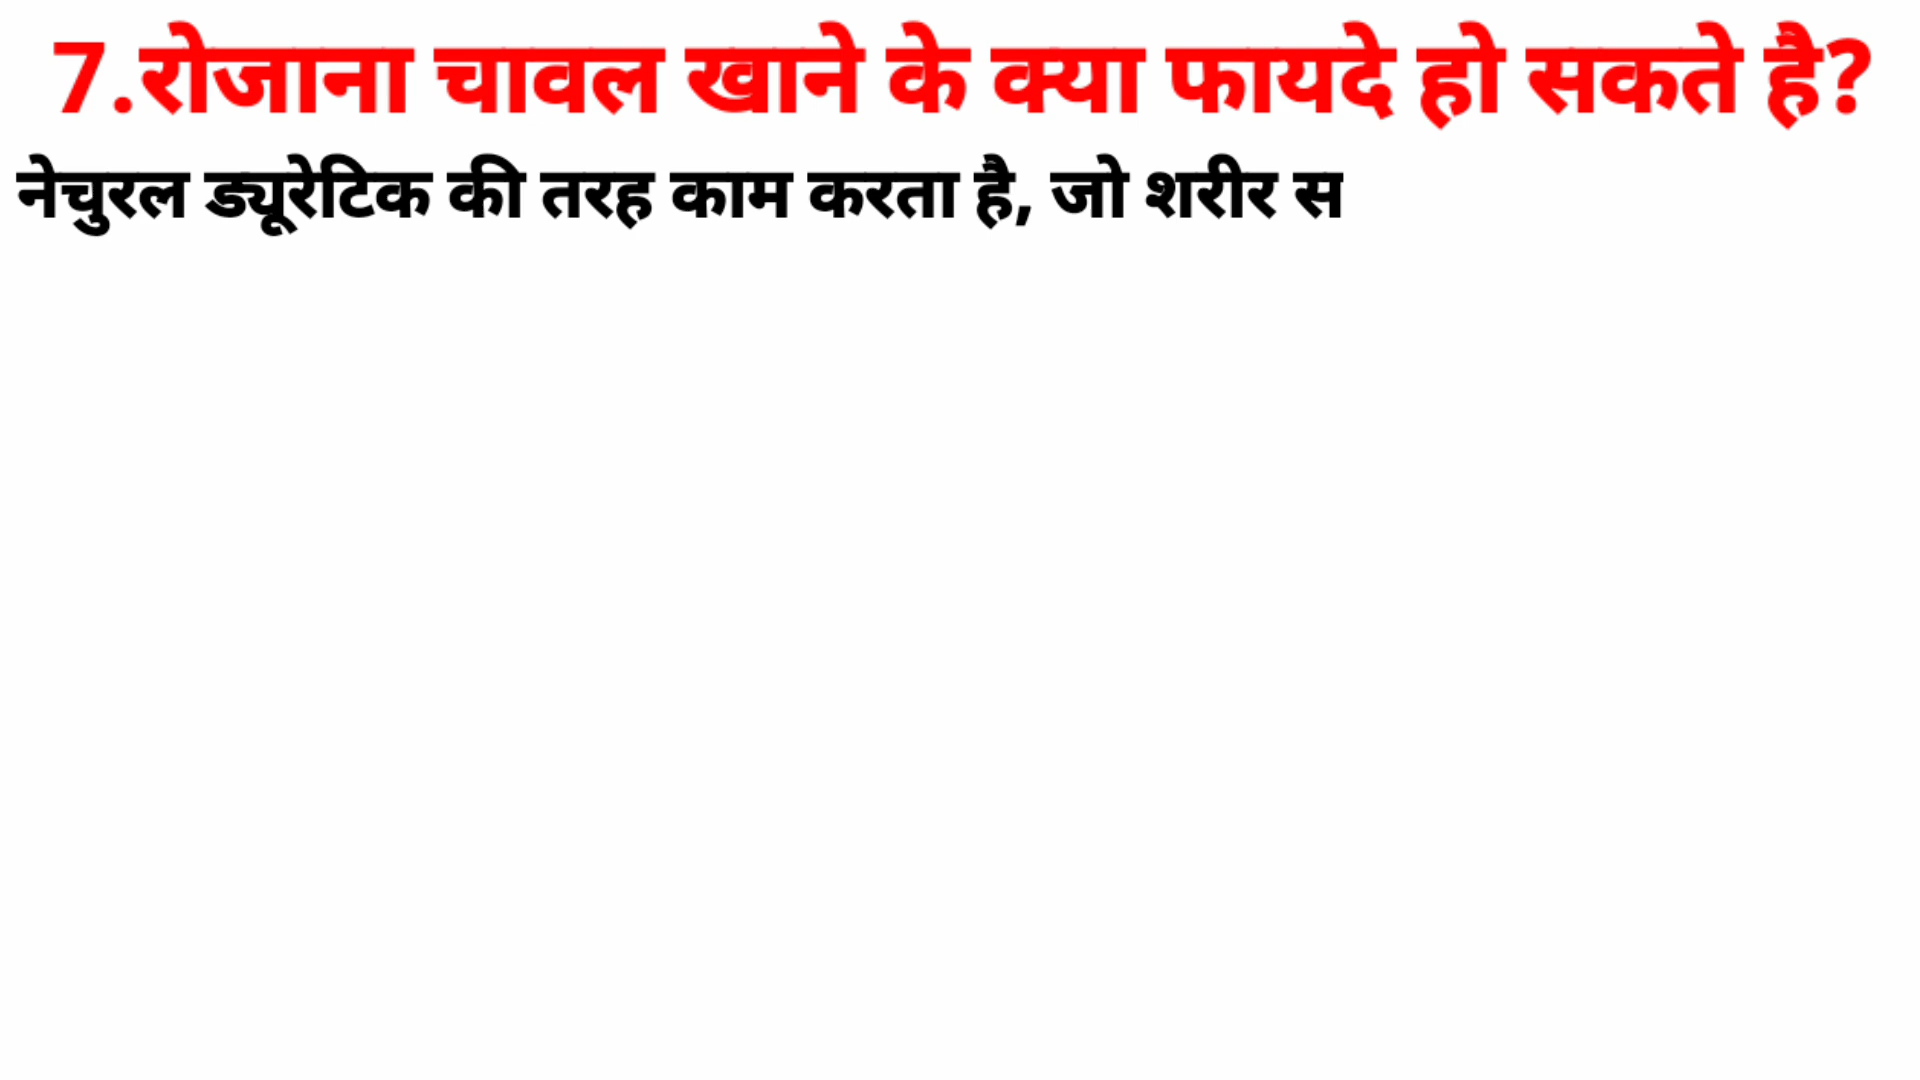 7.रोजाना चावल खाने के क्या फायदे हो सकते है?
नेचुरल ड्यूरेटिक की तरह काम करता है, जो शरीर स